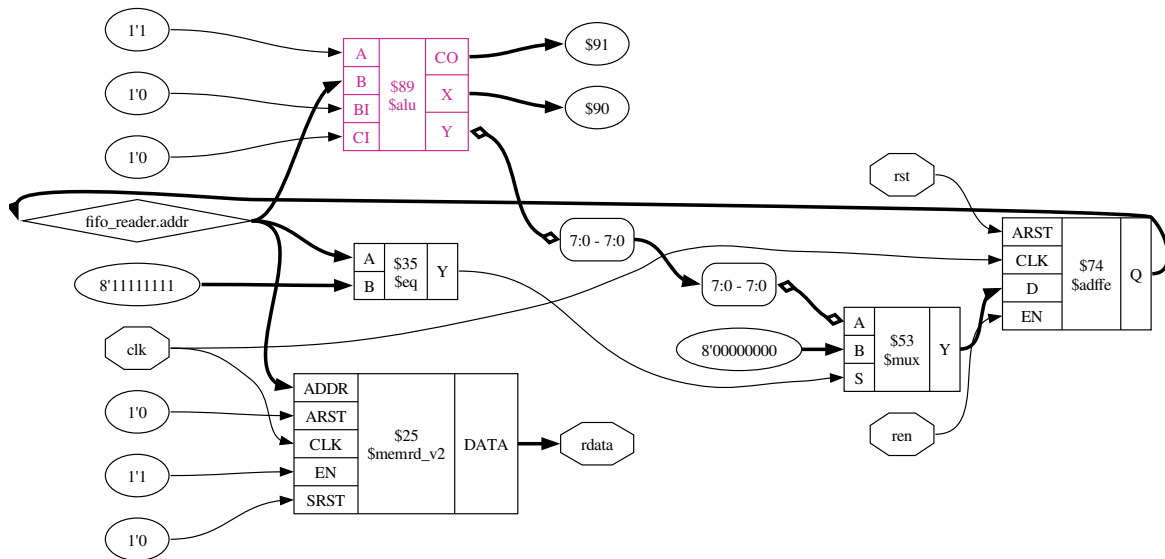 1'1
1'0
1'0
A
B
BI
CI
$89
$alu
CO
X
Y
$91
$90
fifo_reader.addr
8'11111111
A
B
$35
$eq
Y
7:0 - 7:0
7:0 - 7:0
rst
ARST
CLK
D
EN
$74
$adffe
Q
clk
8'00000000
A
B
S
$53
$mux
Y
1'0
1'1
1'0
ADDR
ARST
CLK
EN
SRST
$25
$memrd_v2
DATA
rdata
ren